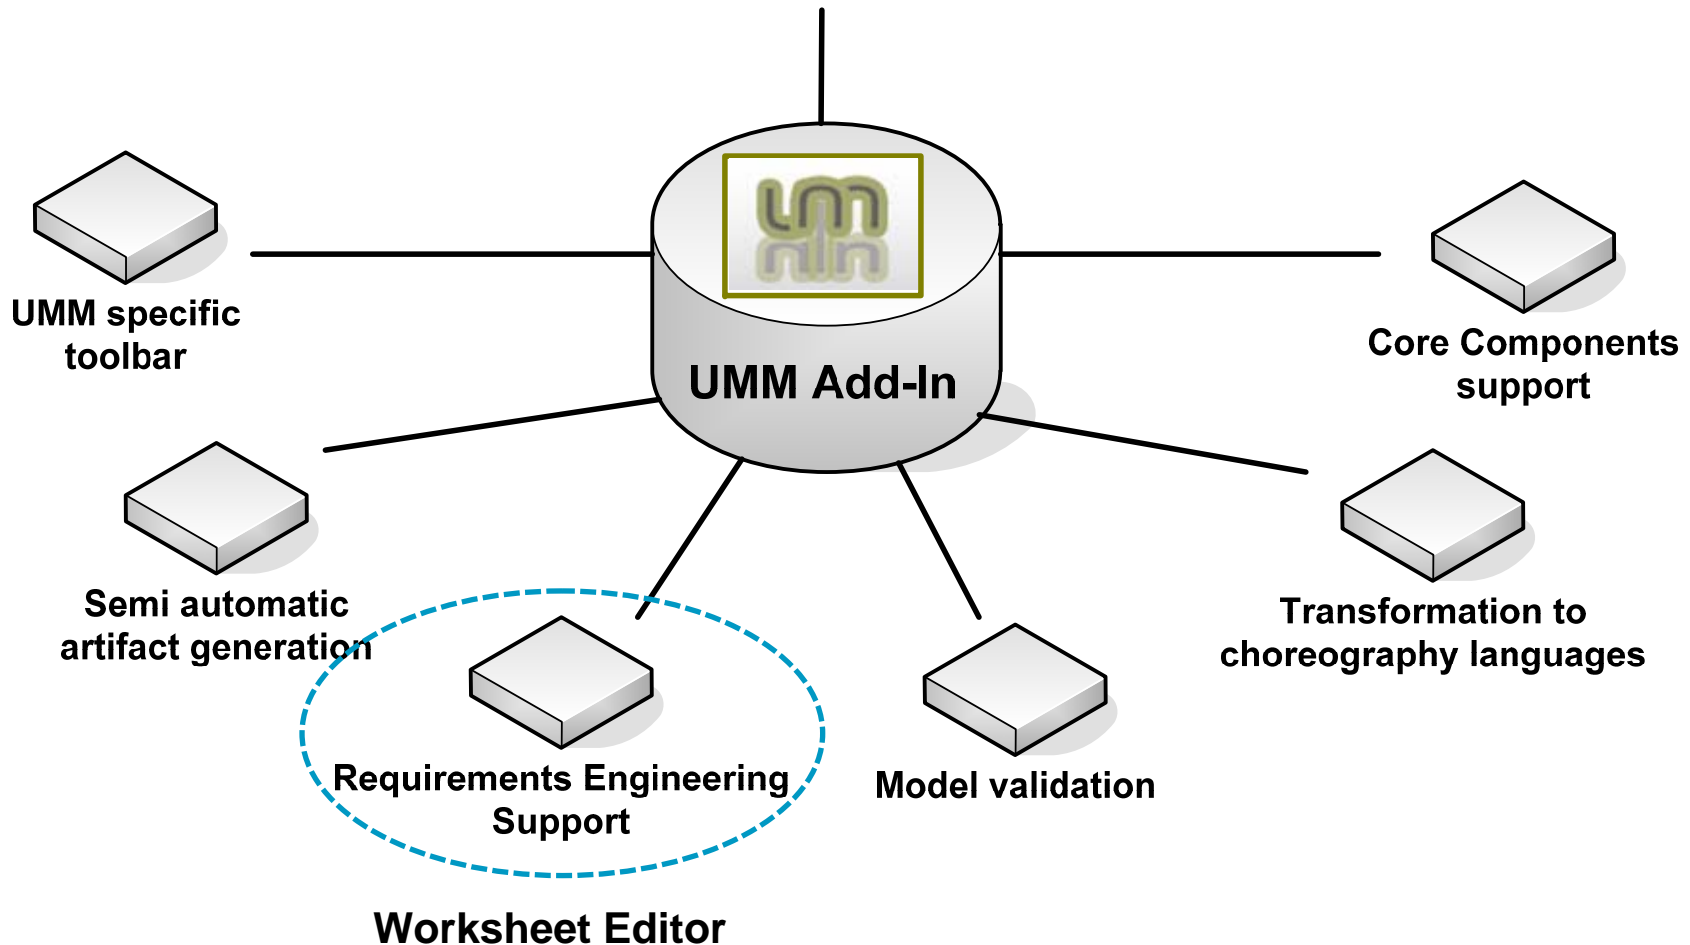 umm
UMM Add-In
UMM specific
toolbar
Core Components
support
Semi automatic
artifact generation
Transformation to
choreography languages
Requirements Engineering
Support
Model validation
Worksheet Editor